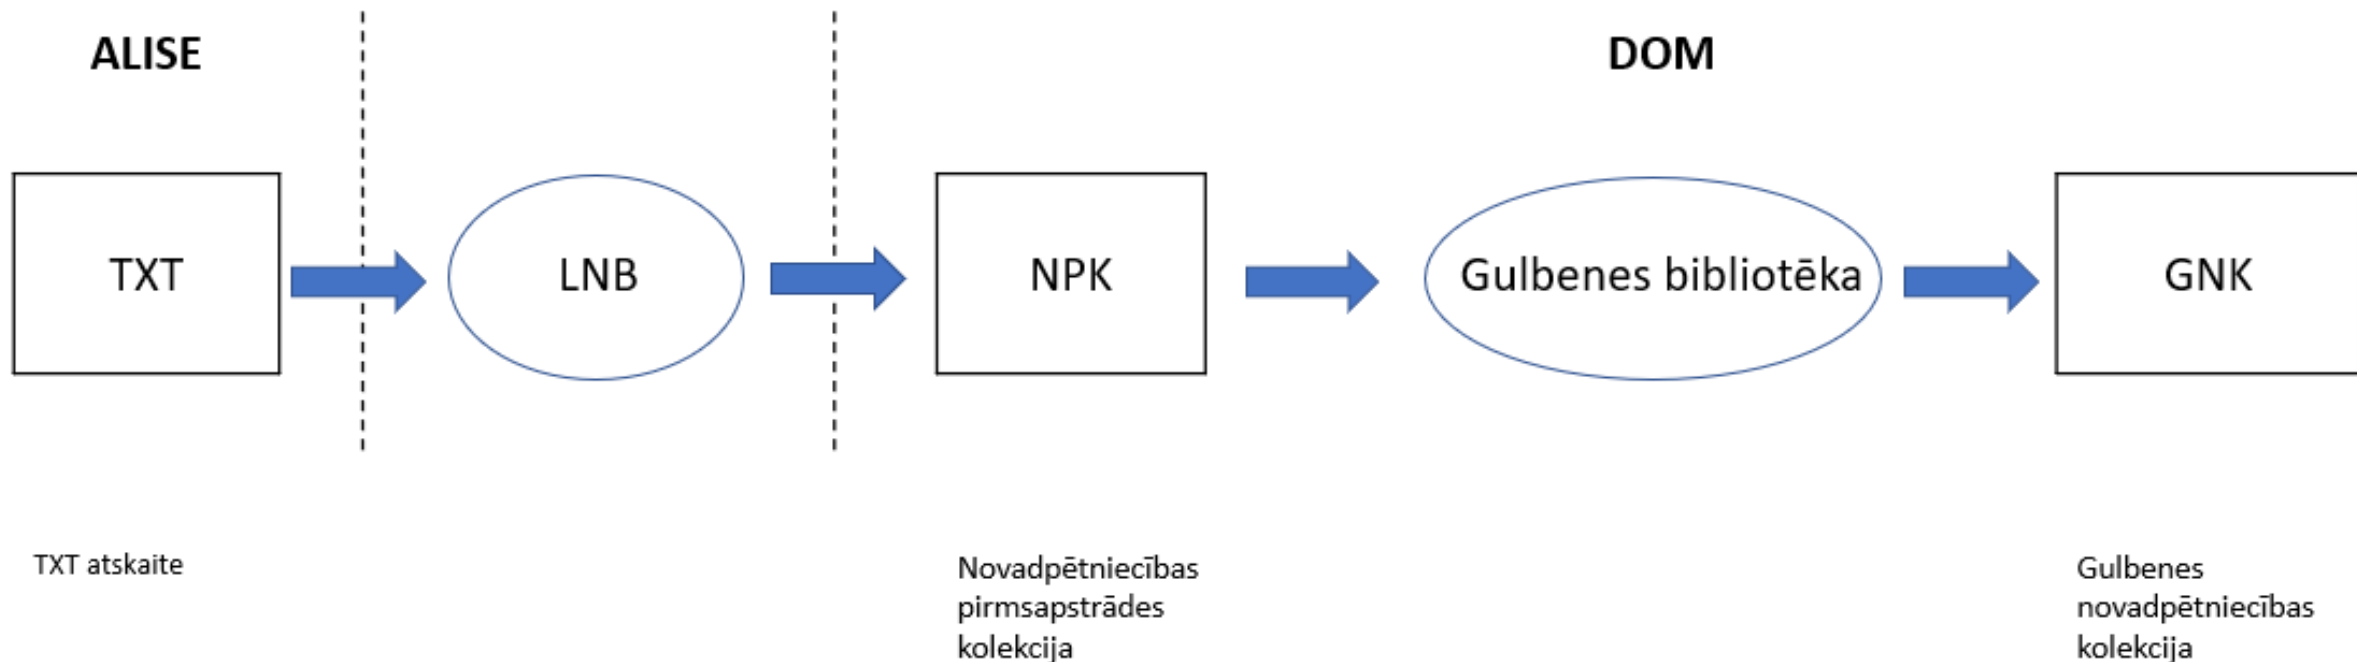 ALISE
DOM
TXT
LNB
NPK
Gulbenes bibliotēka
GNK
TXT atskaite
Novadpētniecības
pirmsapstrādes
kolekcija
Gulbenes
novadpētniecības
kolekcija